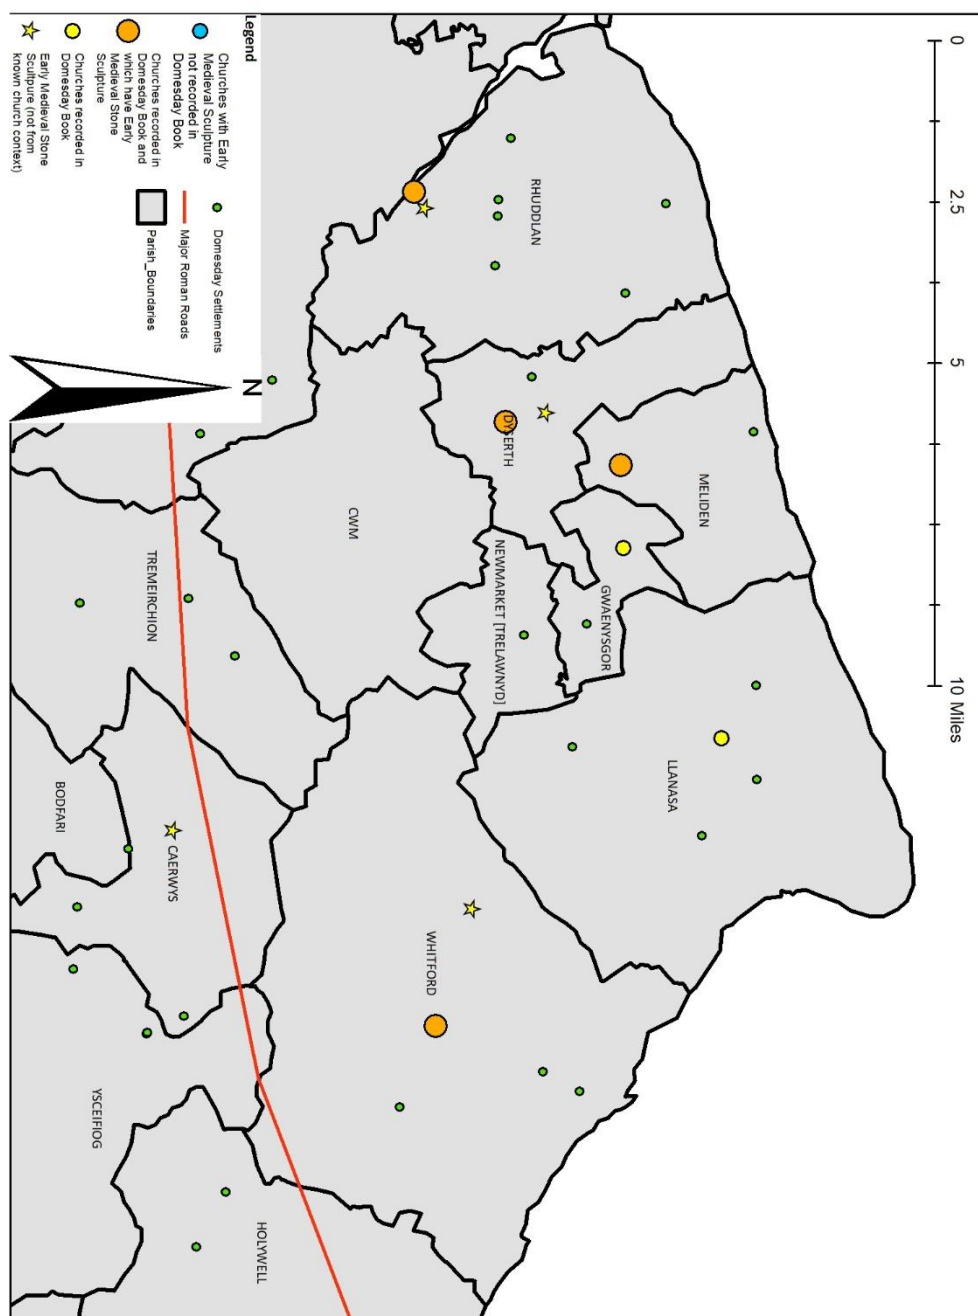 0
2.5
5
10 Miles
RHUDDLAN
DYSERTH
MELIDEN
GWAENYSGOR
NEWMARKET [TRELAWNYD]
CWM
LLANASA
TREMEIRCHION
BODFARI
CAERWYS
WHITFORD
YSCEIFIOG
HOLYWELL
N
Legend
Churches with Early
Medieval Sculpture
not recorded in
Domesday Book
Churches recorded in
Domesday Book and
which have Early
Medieval Stone
Sculpture
Churches recorded in
Domesday Book
Early Medieval Stone
Scultpure (not from
known church context)
Domesday Settlements
Major Roman Roads
Parish_Boundaries